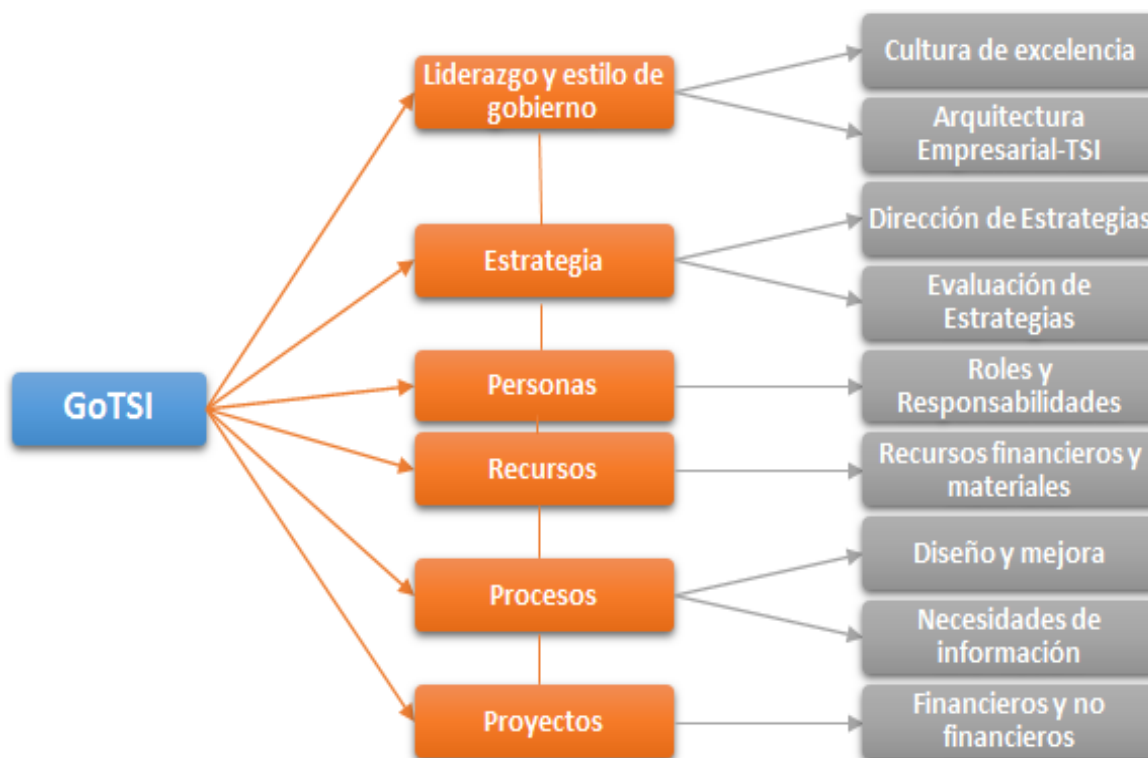 GoTSI
Liderazgo y estilo de
gobierno
Cultura de excelencia
Arquitectura
Empresarial-TSI
Estrategia
Dirección de Estrategias
Evaluación de
Estrategias
Personas
Roles y
Responsabilidades
Recursos
Recursos financieros y
materiales
Procesos
Diseño y mejora
Necesidades de
información
Proyectos
Financieros y no
financieros